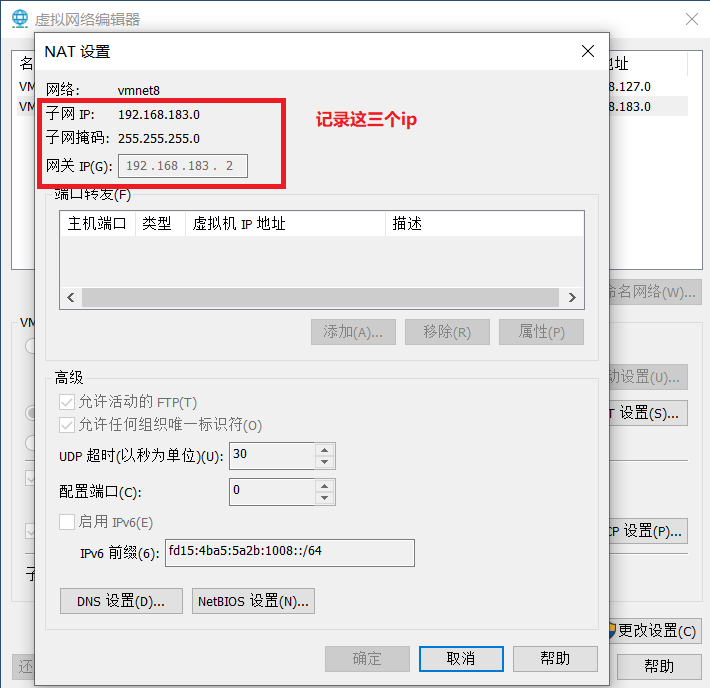 虚拟网络编辑器
NAT 设置
网络: vmnet8
子网 IP: 192.168.183.0
子网掩码: 255.255.255.0
网关 IP(G): 192 . 168 . 183 . 2
记录这三个ip
端口转发(F)
主机端口 类型 虚拟机 IP 地址 描述
添加(A)... 移除(R) 属性(P)
高级
允许活动的 FTP(T)
允许任何组织唯一标识符(O)
UDP 超时(以秒为单位)(U): 30
配置端口(C): 0
启用 IPv6(E)
IPv6 前缀(6): fd15:4ba5:5a2b:1008::/64
DNS 设置(D)... NetBIOS 设置(N)...
确定 取消 帮助
名
VM
VM
址
8.127.0
8.183.0
命名网络(W)...
VM
动设置(U)...
T 设置(S)...
CP 设置(P)...
子
更改设置(C)
还
帮助